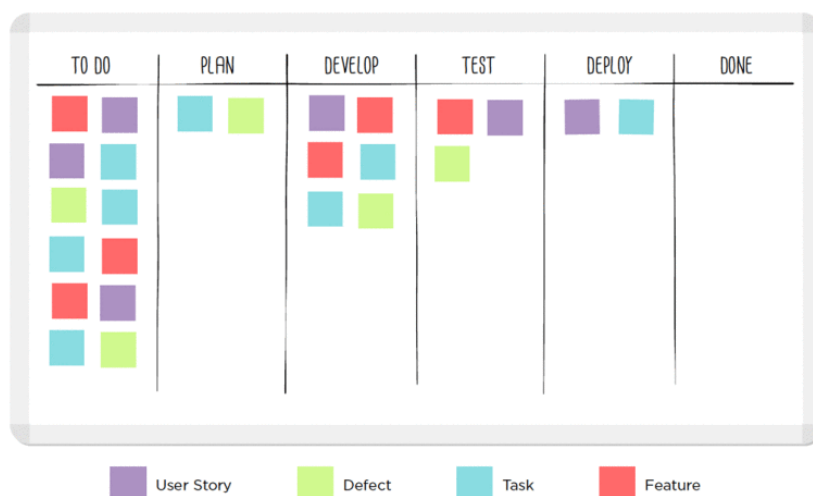 TO DO
PLAN
DEVELOP
TEST
DEPLOY
DONE
User Story
Defect
Task
Feature